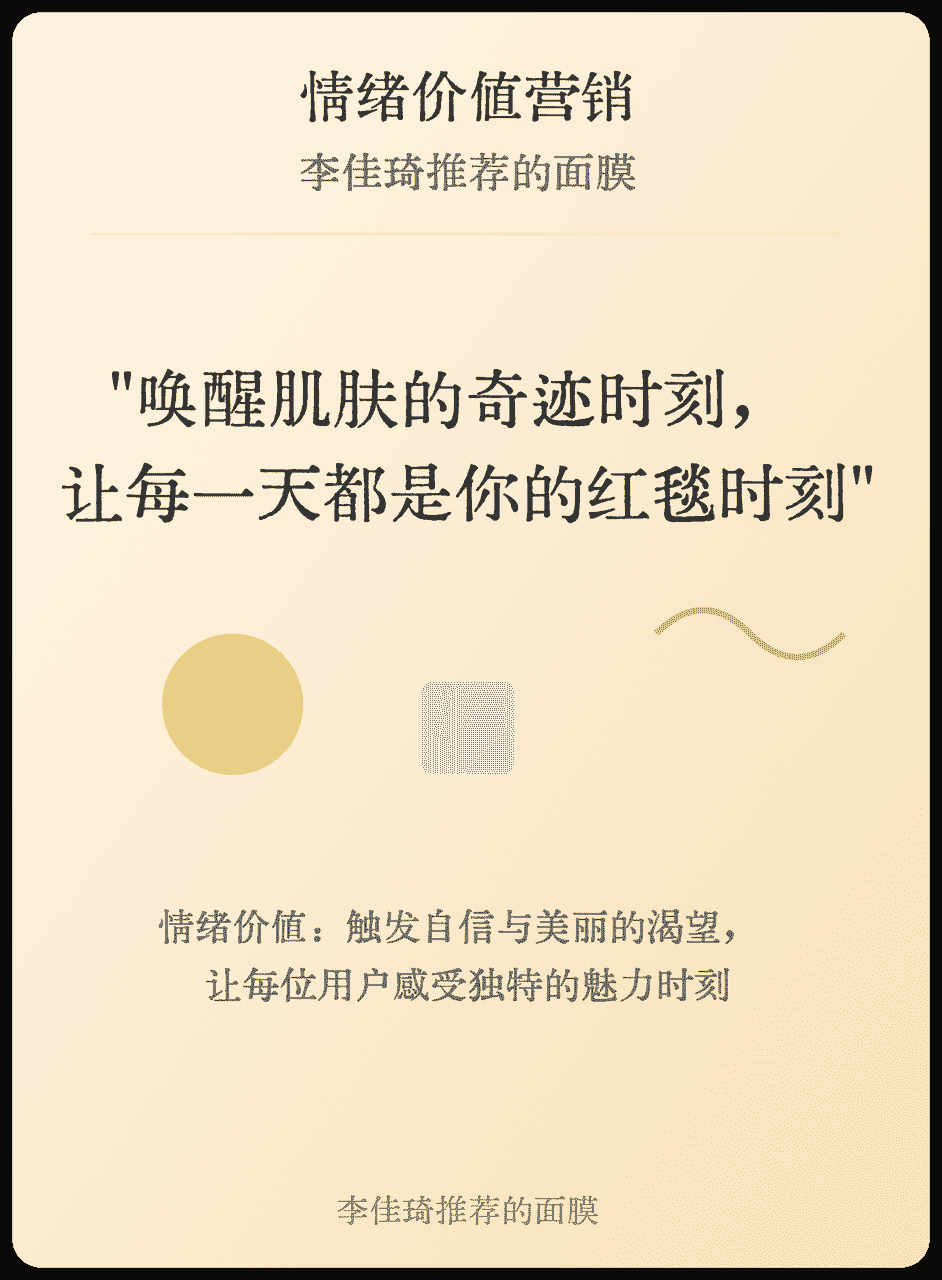 情绪价值营销
李佳琦推荐的面膜
"唤醒肌肤的奇迹时刻，
让每一天都是你的红毯时刻"
情绪价值：触发自信与美丽的渴望，
让每位用户感受独特的魅力时刻
李佳琦推荐的面膜